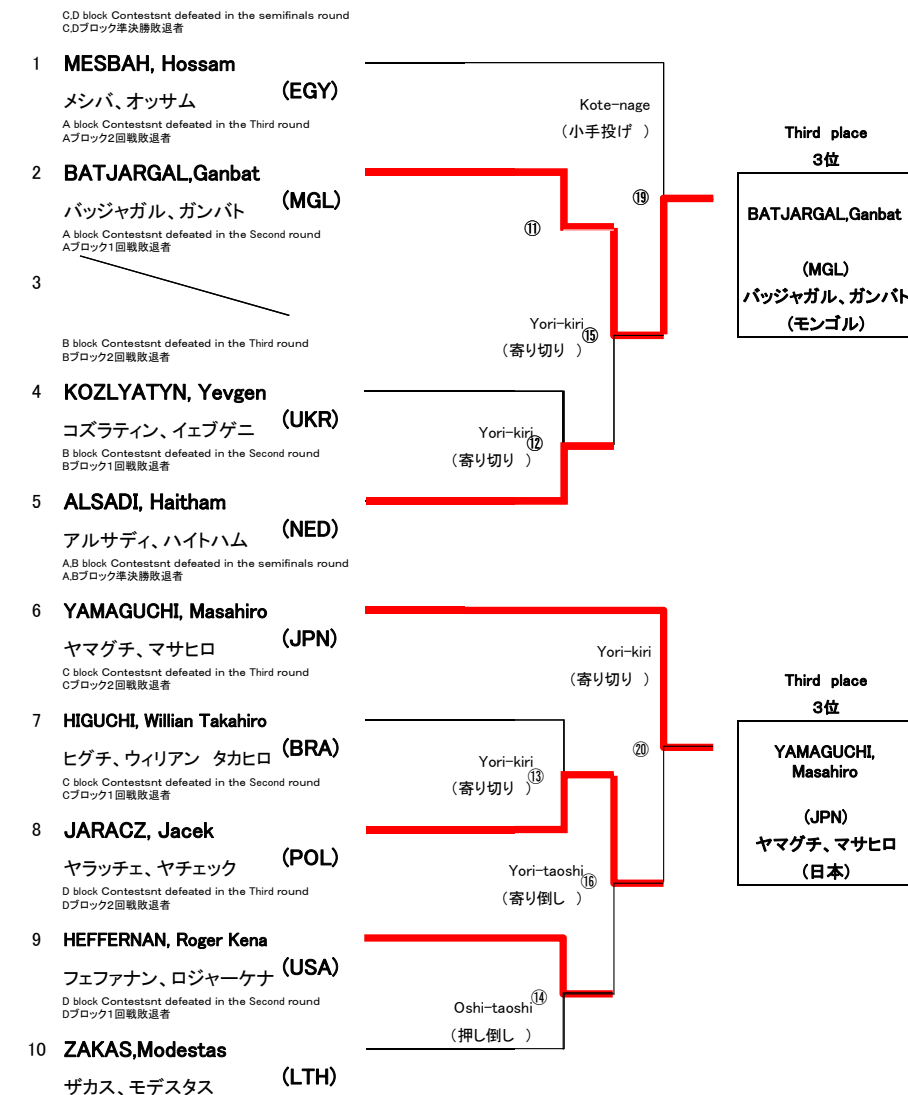 C,D block Contestsnt defeated in the semifinals round
C,Dブロック準決勝敗退者
1 MESBAH, Hossam
(EGY)
メシバ、オッサム
Kote-nage
(小手投げ )
A block Contestsnt defeated in the Third round
Aブロック2回戦敗退者
Third place
3位
2 BATJARGAL,Ganbat
(MGL)
バッジャガル、ガンバト
⑲
⑪
BATJARGAL,Ganbat
(MGL)
バッジャガル、ガンバト
(モンゴル)
A block Contestsnt defeated in the Second round
Aブロック1回戦敗退者
3
Yori-kiri
⑮
(寄り切り )
B block Contestsnt defeated in the Third round
Bブロック2回戦敗退者
4 KOZLYATYN, Yevgen
(UKR)
コズラティン、イェブゲニ
Yori-kiri
⑫
(寄り切り )
B block Contestsnt defeated in the Second round
Bブロック1回戦敗退者
5 ALSADI, Haitham
(NED)
アルサディ、ハイトハム
A,B block Contestsnt defeated in the semifinals round
A,Bブロック準決勝敗退者
6 YAMAGUCHI, Masahiro
(JPN)
ヤマグチ、マサヒロ
Yori-kiri
(寄り切り )
C block Contestsnt defeated in the Third round
Cブロック2回戦敗退者
Third place
3位
7 HIGUCHI, Willian Takahiro
(BRA)
ヒグチ、ウィリアン タカヒロ
⑳
Yori-kiri
⑬
(寄り切り )
YAMAGUCHI,
Masahiro
(JPN)
ヤマグチ、マサヒロ
(日本)
C block Contestsnt defeated in the Second round
Cブロック1回戦敗退者
8 JARACZ, Jacek
(POL)
ヤラッチェ、ヤチェック
Yori-taoshi
⑯
(寄り倒し )
D block Contestsnt defeated in the Third round
Dブロック2回戦敗退者
9 HEFFERNAN, Roger Kena
(USA)
フェファナン、ロジャーケナ
D block Contestsnt defeated in the Second round
Dブロック1回戦敗退者
Oshi-taoshi
⑭
(押し倒し )
10 ZAKAS,Modestas
(LTH)
ザカス、モデスタス